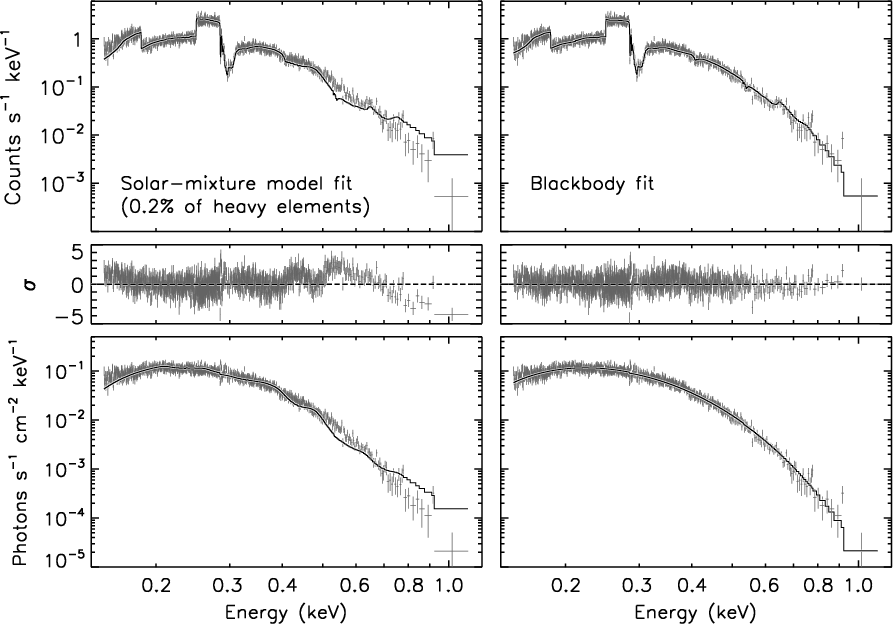 Counts s⁻¹ keV⁻¹
1
10⁻¹
10⁻²
10⁻³
Solar−mixture model fit
(0.2% of heavy elements)
Blackbody fit
σ
5
0
−5
Photons s⁻¹ cm⁻² keV⁻¹
10⁻¹
10⁻²
10⁻³
10⁻⁴
10⁻⁵
0.2 0.3 0.4 0.6 0.8 1.0
Energy (keV)
0.2 0.3 0.4 0.6 0.8 1.0
Energy (keV)